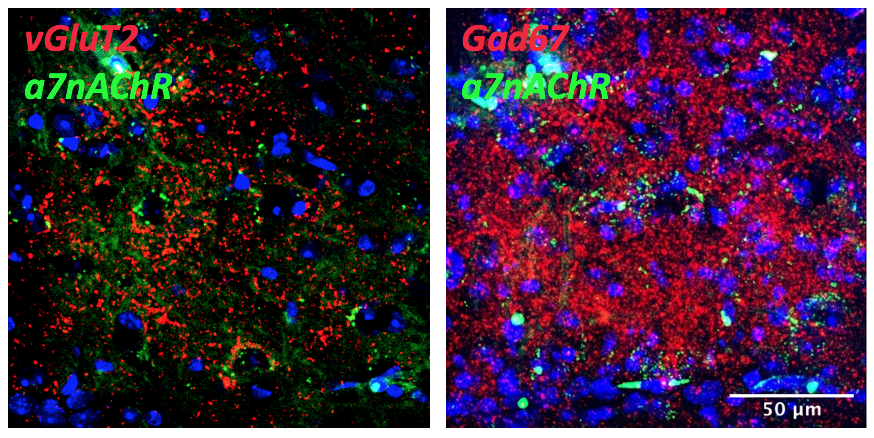 vGluT2
a7nAChR
Gad67
a7nAChR
50 µm